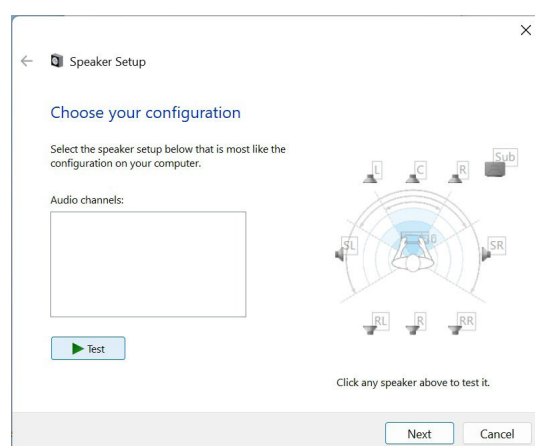 Speaker Setup
Choose your configuration
Select the speaker setup below that is most like the
configuration on your computer.
Audio channels:
L C R Sub
SL SR
RL R RR
Test
Click any speaker above to test it.
Next Cancel